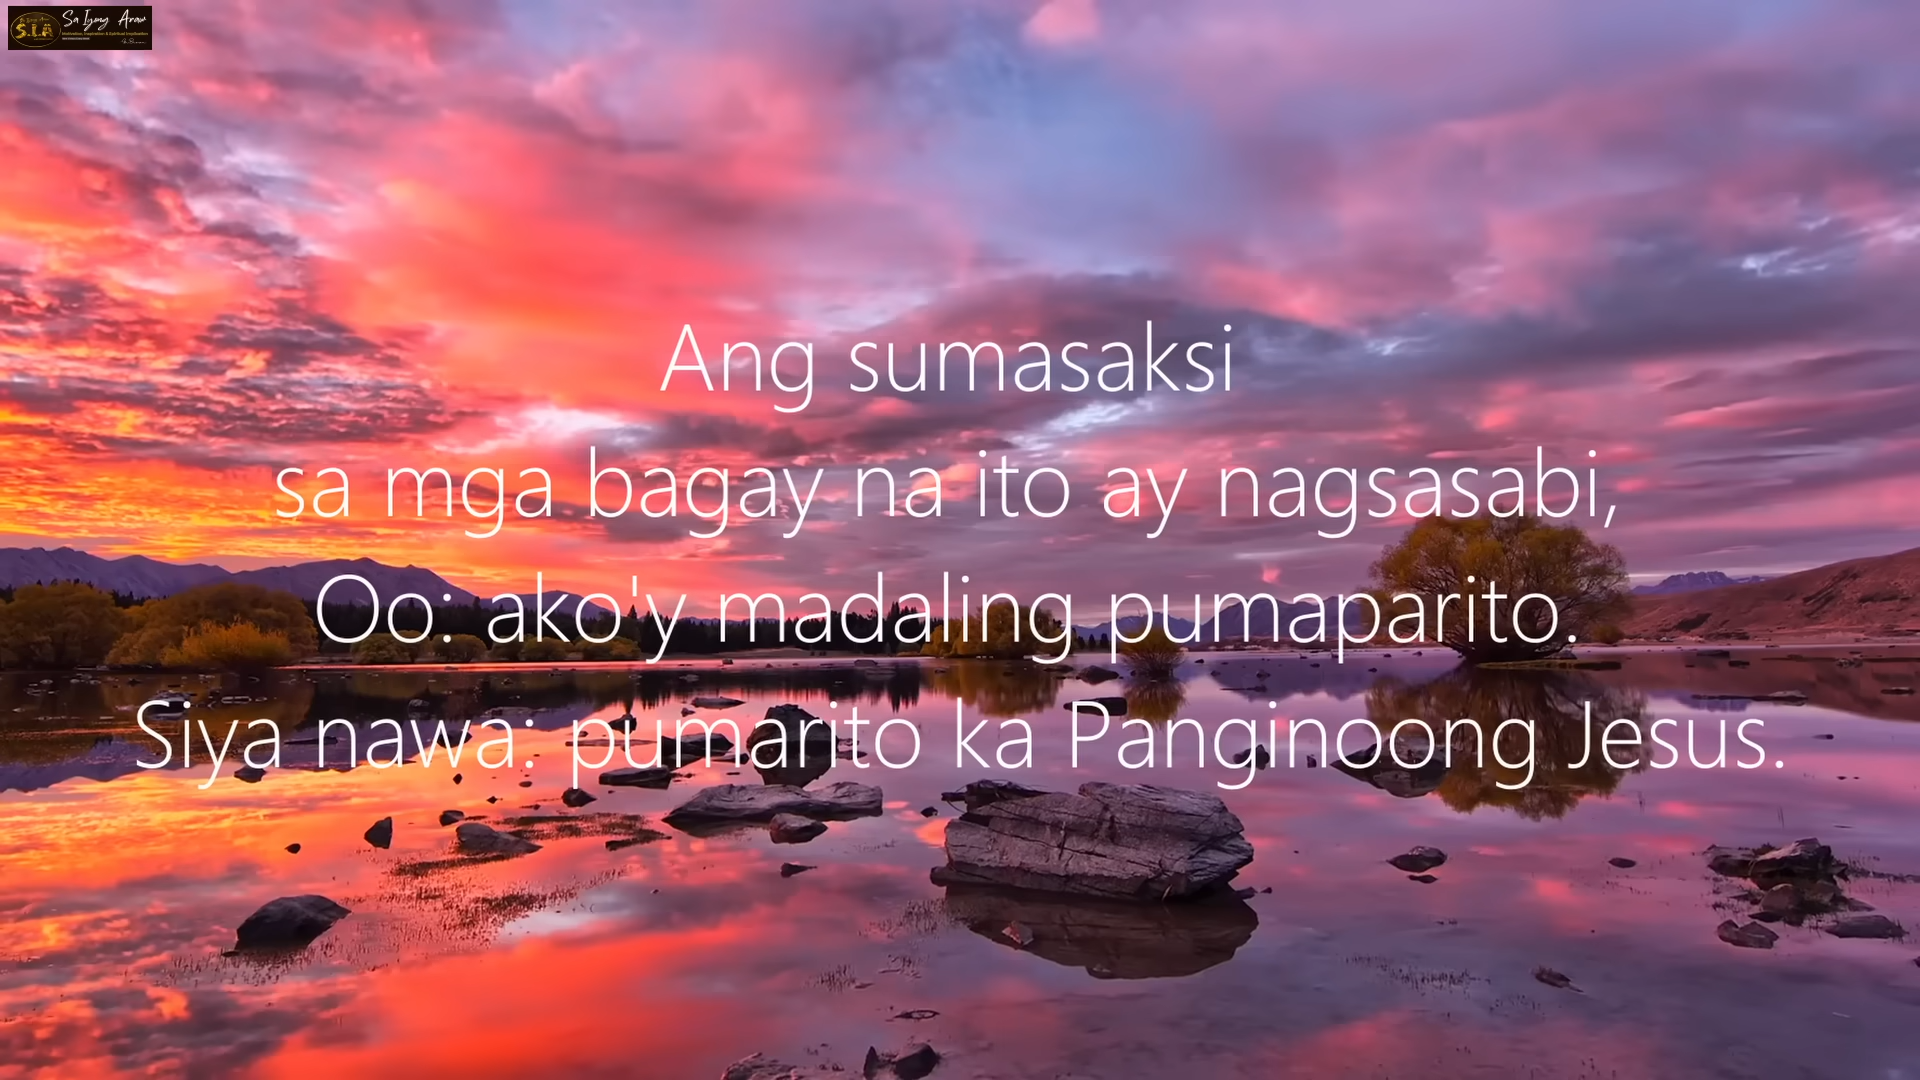 S.I.A
Sa Iyong Araw
Ang sumasaksi
sa mga bagay na ito ay nagsasabi,
Oo: ako'y madaling pumaparito.
Siya nawa: pumarito ka Panginoong Jesus.